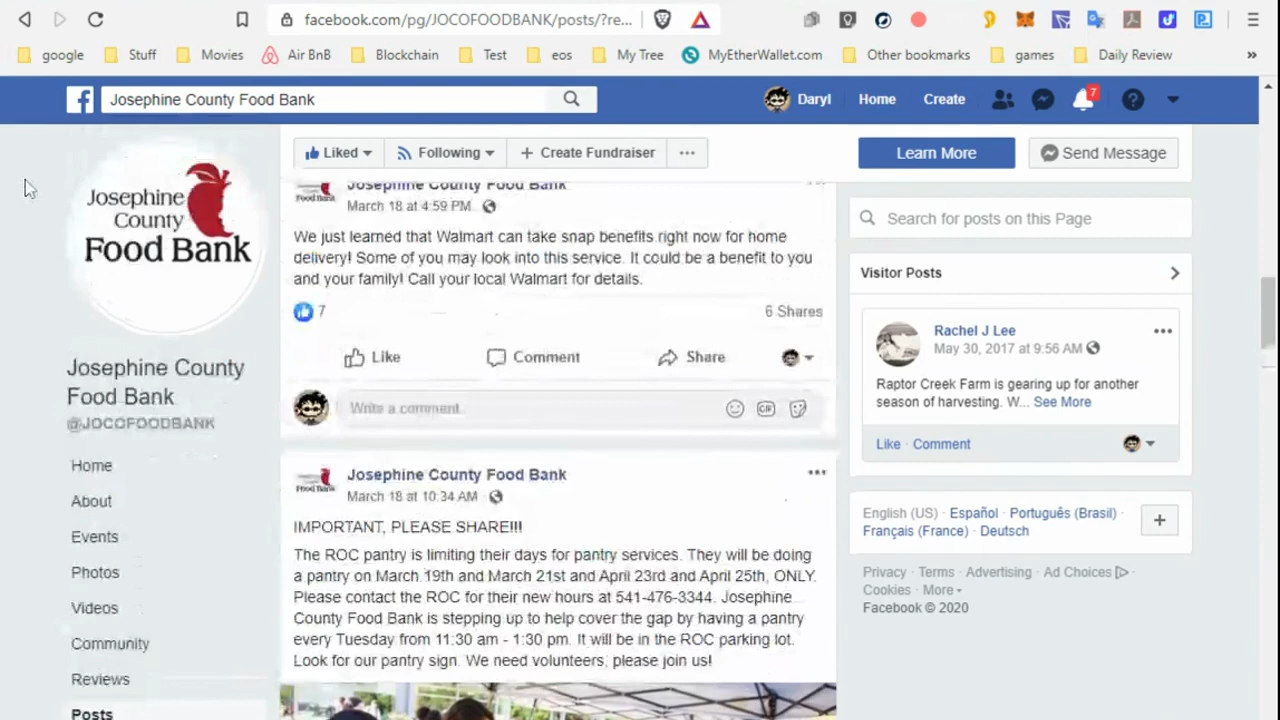 facebook.com/pg/JOCOFOODBANK/posts/?re...
google Stuff Movies Air BnB Blockchain Test eos My Tree MyEtherWallet.com Other bookmarks games Daily Review »
Josephine County Food Bank
Daryl Home Create 7
Liked Following + Create Fundraiser ... Learn More Send Message
Josephine
County
Food Bank
Josephine County
Food Bank
@JOCOFOODBANK
Home
About
Events
Photos
Videos
Community
Reviews
Posts
Josephine County Food Bank
March 18 at 4:59 PM
We just learned that Walmart can take snap benefits right now for home
delivery! Some of you may look into this service. It could be a benefit to you
and your family! Call your local Walmart for details.
7 6 Shares
Like Comment Share
Write a comment...
Food Bank
Josephine County Food Bank
March 18 at 10:34 AM
IMPORTANT, PLEASE SHARE!!!
The ROC pantry is limiting their days for pantry services. They will be doing
a pantry on March 19th and March 21st and April 23rd and April 25th, ONLY.
Please contact the ROC for their new hours at 541-476-3344. Josephine
County Food Bank is stepping up to help cover the gap by having a pantry
every Tuesday from 11:30 am - 1:30 pm. It will be in the ROC parking lot.
Look for our pantry sign. We need volunteers, please join us!
Search for posts on this Page
Visitor Posts
Rachel J Lee
May 30, 2017 at 9:56 AM
Raptor Creek Farm is gearing up for another
season of harvesting. W... See More
Like · Comment
English (US) · Español · Português (Brasil) ·
Français (France) · Deutsch
Privacy · Terms · Advertising · Ad Choices ·
Cookies · More
Facebook © 2020